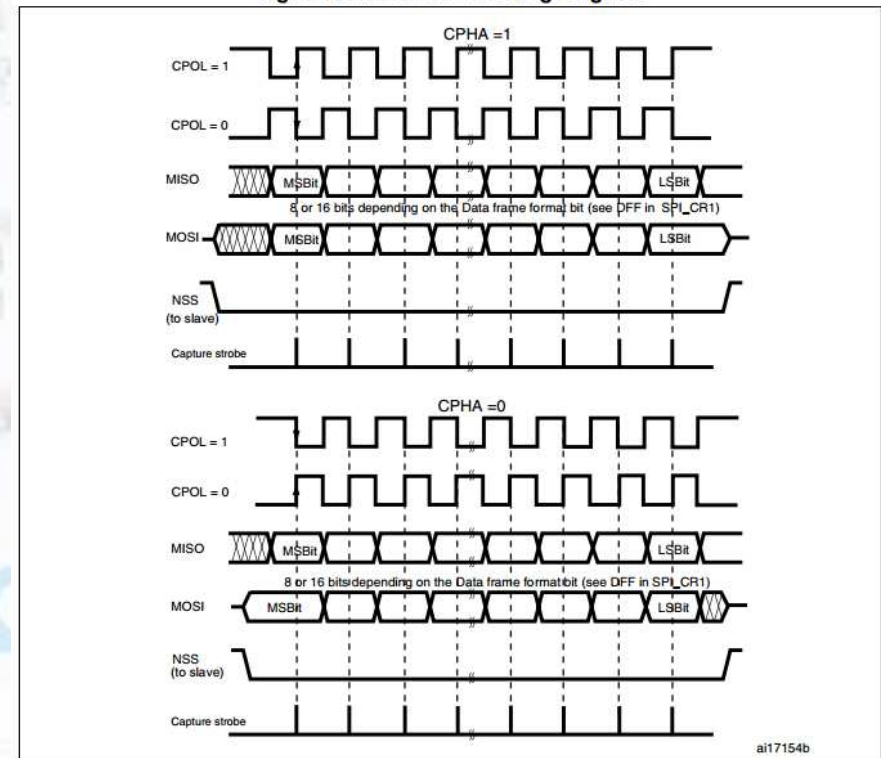 CPHA =1
CPOL = 1
CPOL = 0
MISO
MSBit
LSBit
8 or 16 bits depending on the Data frame format bit (see DFF in SPI_CR1)
MOSI
MSBit
LSBit
NSS
(to slave)
Capture strobe
CPHA =0
CPOL = 1
CPOL = 0
MISO
MSBit
LSBit
8 or 16 bits depending on the Data frame format bit (see DFF in SPI_CR1)
MOSI
MSBit
LSBit
NSS
(to slave)
Capture strobe
ai17154b